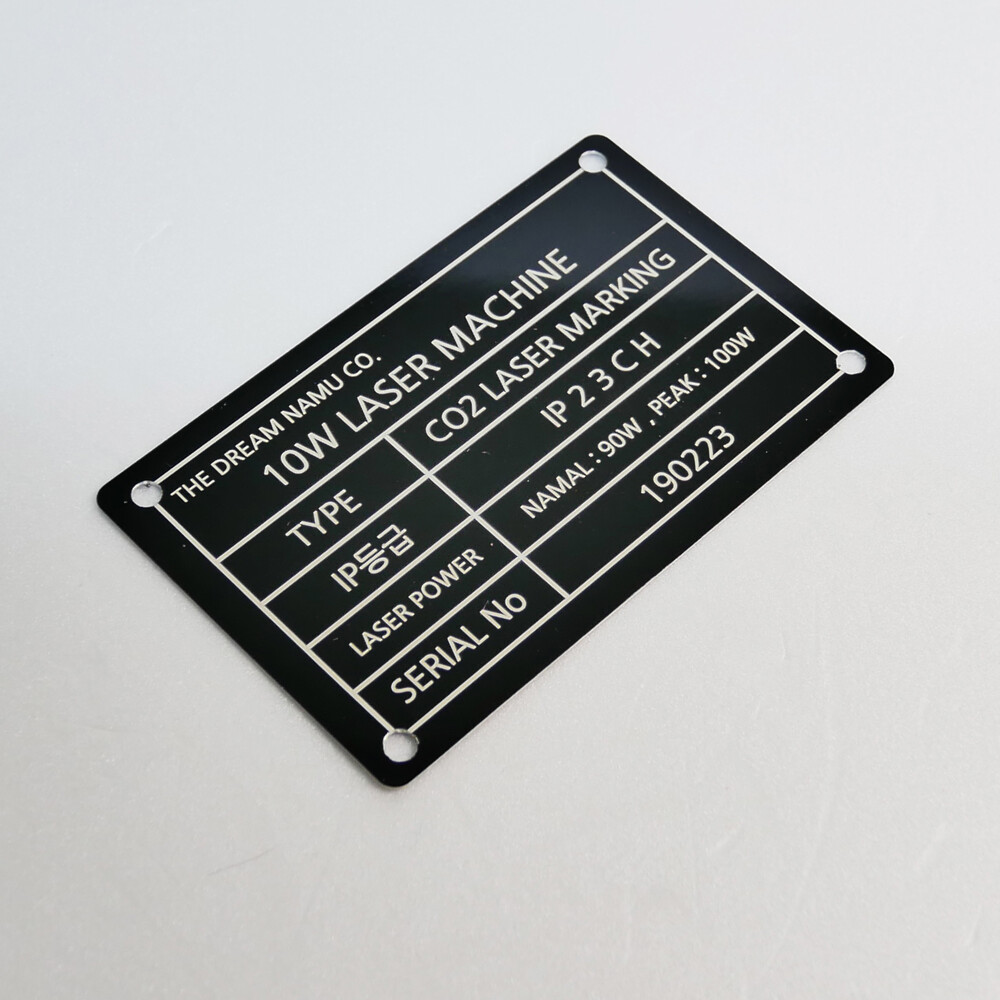 THE DREAM NAMU CO.
10W LASER MACHINE
TYPE CO2 LASER MARKING
IP등급 IP 2 3 C H
LASER POWER NAMAL : 90W , PEAK : 100W
SERIAL No 190223